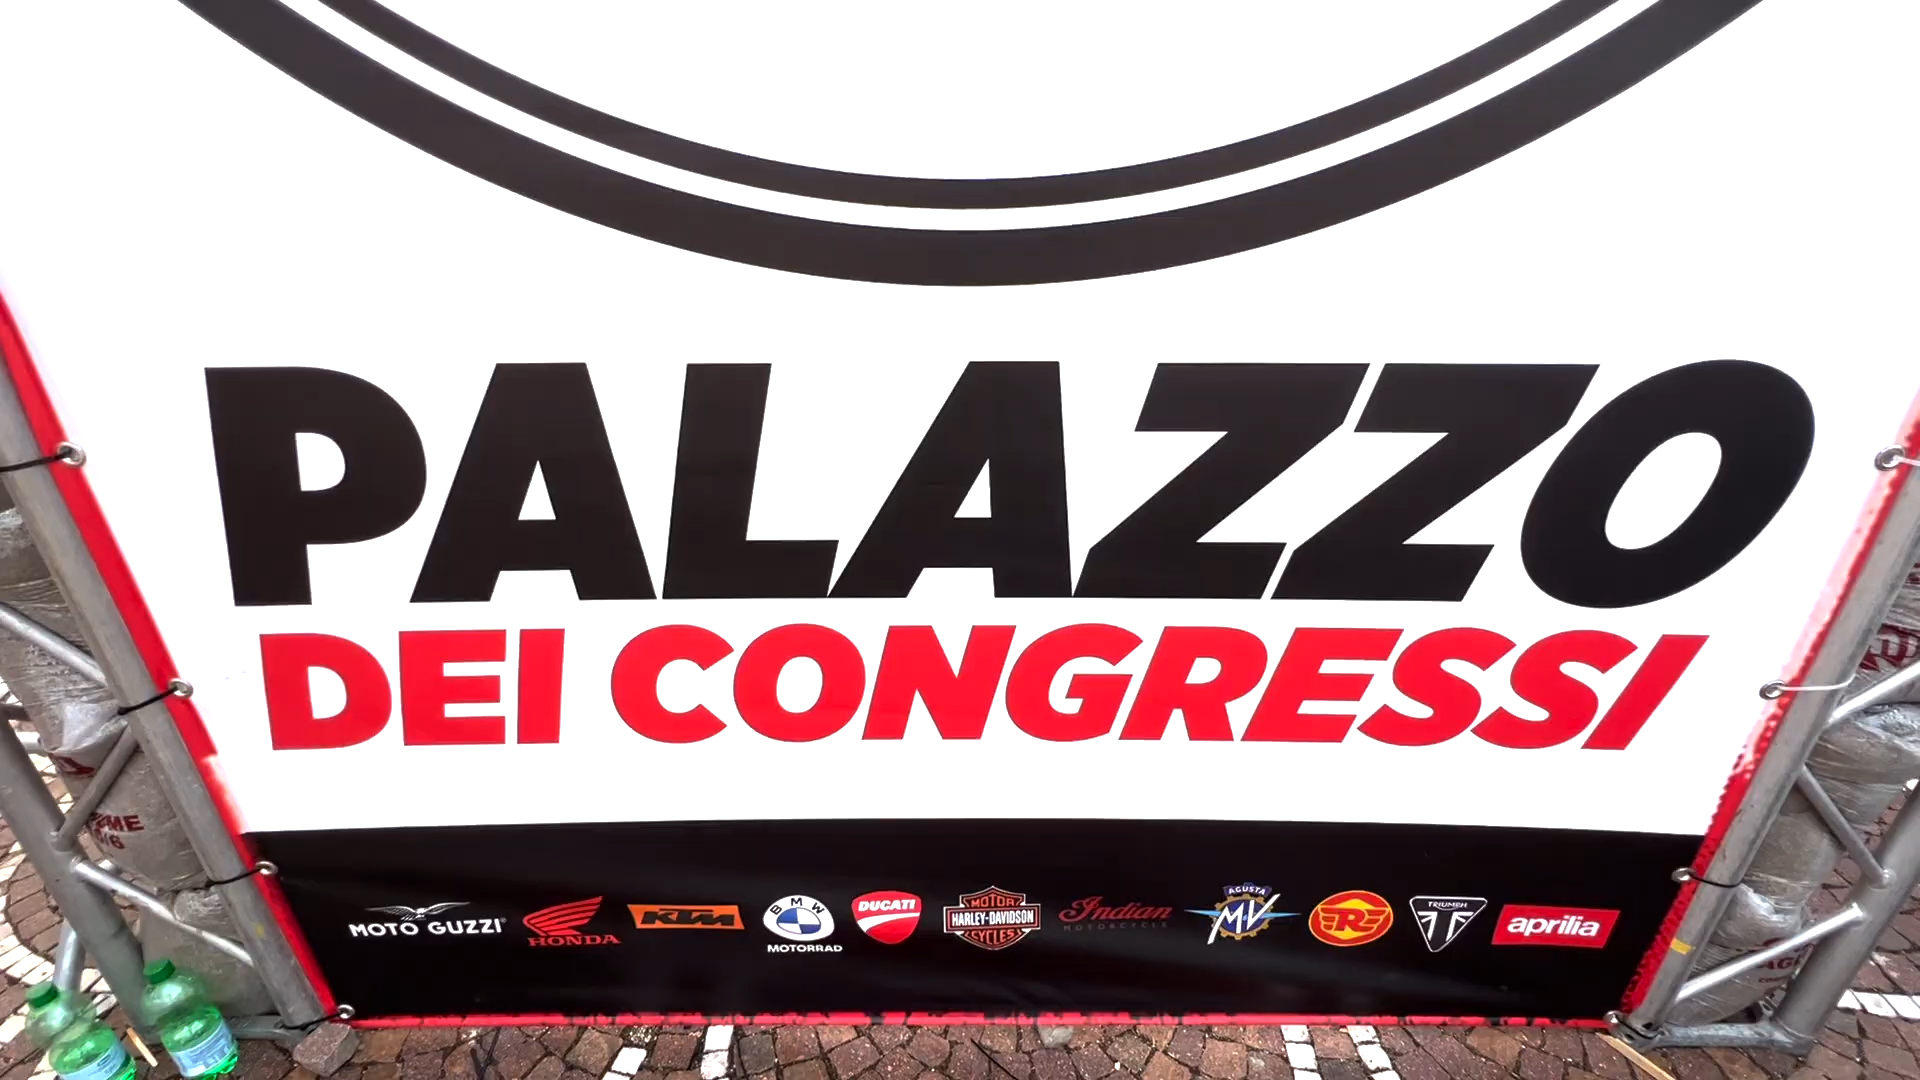 PALAZZO
DEI CONGRESSI
MOTO GUZZI
HONDA
KTM
BMW
MOTORRAD
DUCATI
MOTOR
HARLEY-DAVIDSON
CYCLES
Indian
MOTORCYCLE
AGUSTA
MV
RE
TRIUMPH
aprilia